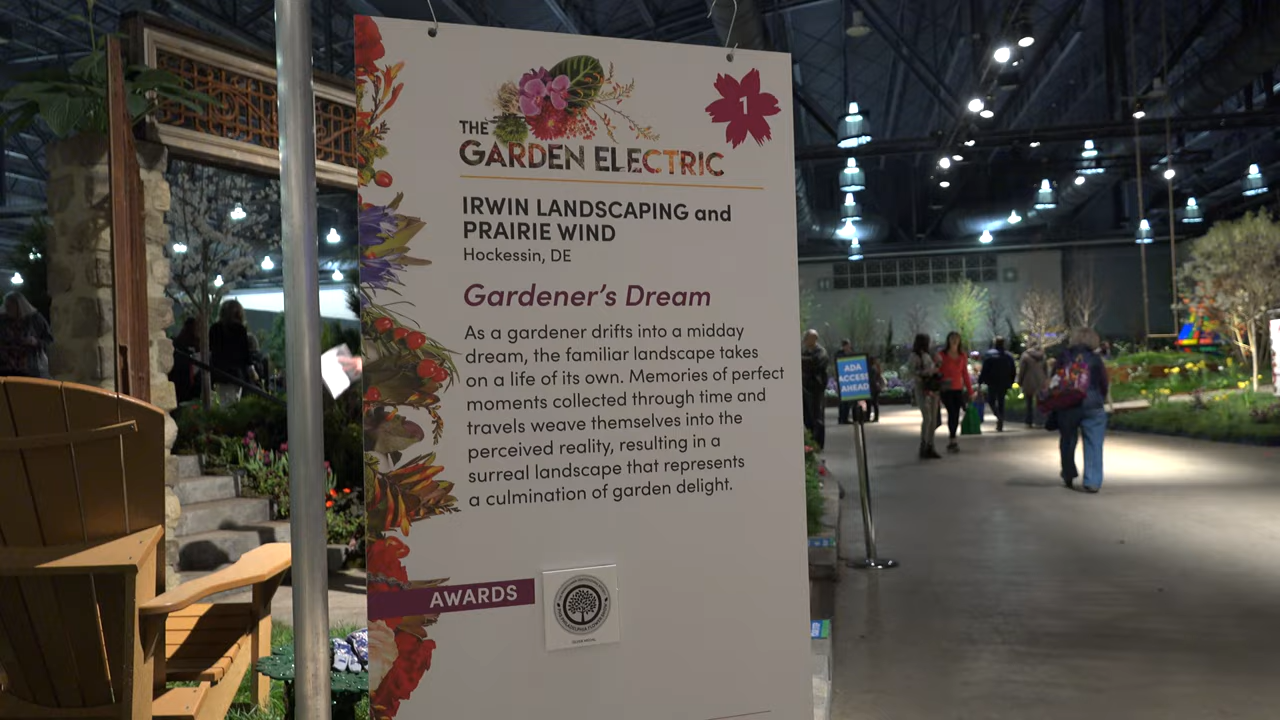 1
THE
GARDEN ELECTRIC
IRWIN LANDSCAPING and
PRAIRIE WIND
Hockessin, DE
Gardener's Dream
As a gardener drifts into a midday
dream, the familiar landscape takes
on a life of its own. Memories of perfect
moments collected through time and
travels weave themselves into the
perceived reality, resulting in a
surreal landscape that represents
a culmination of garden delight.
ADA
ACCESS
AHEAD
AWARDS